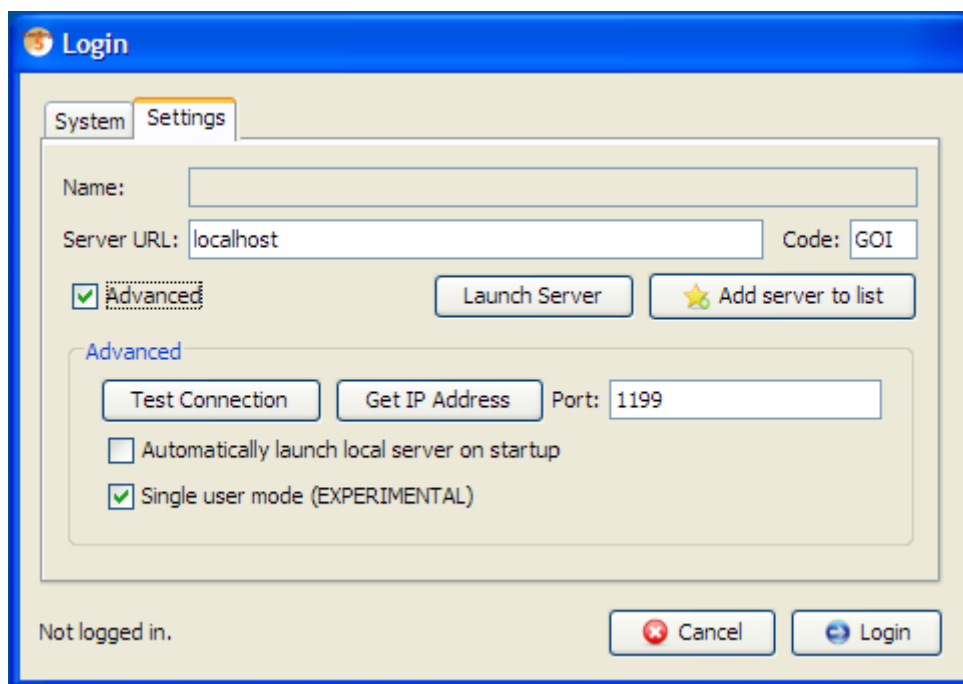 Login
System Settings
Name:
Server URL: localhost Code: GOI
Advanced Launch Server Add server to list
Advanced
Test Connection Get IP Address Port: 1199
Automatically launch local server on startup
Single user mode (EXPERIMENTAL)
Not logged in. Cancel Login